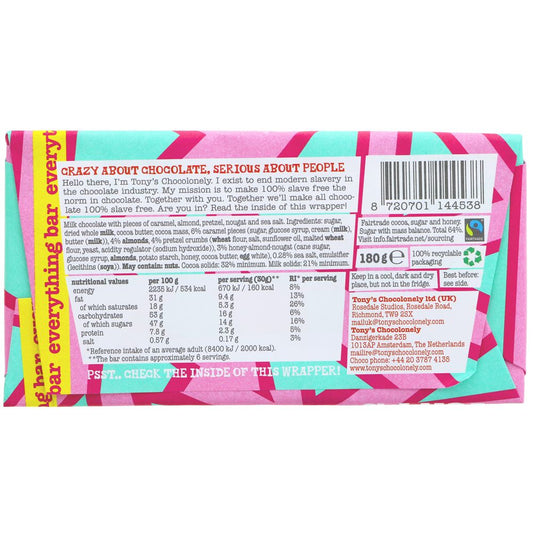 everything bar everyt
ng bar eve
bar
CRAZY ABOUT CHOCOLATE, SERIOUS ABOUT PEOPLE
Hello there, I'm Tony's Chocolonely. I exist to end modern slavery in
the chocolate industry. My mission is to make 100% slave free the
norm in chocolate. Together with you. Together we'll make all choco-
late 100% slave free. Are you in? Read the inside of this wrapper!
Milk chocolate with pieces of caramel, almond, pretzel, nougat and sea salt. Ingredients: sugar,
dried whole milk, cocoa butter, cocoa mass, 6% caramel pieces (sugar, glucose syrup, cream (milk),
butter (milk)), 4% almonds, 4% pretzel crumbs (wheat flour, salt, sunflower oil, malted wheat
flour, yeast, acidity regulator (sodium hydroxide)), 3% honey-almond-nougat (cane sugar,
glucose syrup, almonds, potato starch, honey, cocoa butter, egg white), 0.28% sea salt, emulsifier
(lecithins (soya)). May contain: nuts. Cocoa solids: 32% minimum. Milk solids: 21% minimum.
nutritional values per 100 g per serving (30g)** RI* per
energy 2235 kJ / 534 kcal 670 kJ / 160 kcal serving
8%
fat 31 g 9.4 g 13%
of which saturates 18 g 5.3 g 26%
carbohydrates 53 g 16 g 6%
of which sugars 47 g 14 g 16%
protein 7.8 g 2.3 g 5%
salt 0.57 g 0.17 g 3%
*Reference intake of an average adult (8400 kJ / 2000 kcal).
**The bar contains approximately 6 servings.
PSST.. CHECK THE INSIDE OF THIS WRAPPER!
8 720701 144538
Fairtrade cocoa, sugar and honey.
Sugar with mass balance. Total 84%.
Visit info.fairtrade.net/sourcing
FAIRTRADE
180g e
100% recyclable
packaging
Keep in a cool, dark and dry
place, but not in the fridge.
Best before:
see side.
Tony's Chocolonely ltd (UK)
Rosedale Studios, Rosedale Road,
Richmond, TW9 2SX
mailuk@tonyschocolonely.com
Tony's Chocolonely
Danzigerkade 23B
1013AP Amsterdam, The Netherlands
mailire@tonyschocolonely.com
Choco phone: +44 20 3787 4138
www.tonyschocolonely.com